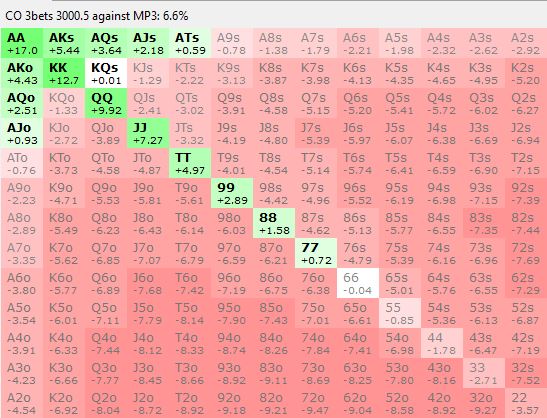 CO 3bets 3000.5 against MP3: 6.6%
AA AKs AQs AJs ATs A9s A8s A7s A6s A5s A4s A3s A2s
+17.0 +5.44 +3.64 +2.18 +0.59 -0.78 -1.38 -1.79 -2.21 -1.98 -2.32 -2.62 -2.92
AKo KK KQs KJs KTs K9s K8s K7s K6s K5s K4s K3s K2s
+4.43 +12.7 +0.01 -1.29 -2.22 -3.13 -3.87 -3.98 -4.13 -4.35 -4.65 -4.95 -5.20
AQo KQo QQ QJs QTs Q9s Q8s Q7s Q6s Q5s Q4s Q3s Q2s
+2.51 -1.33 +9.92 -2.41 -3.02 -3.91 -4.58 -5.15 -5.20 -5.41 -5.72 -6.02 -6.27
AJo KJo QJo JJ JTs J9s J8s J7s J6s J5s J4s J3s J2s
+0.93 -2.72 -3.89 +7.27 -3.32 -4.19 -4.80 -5.39 -5.97 -6.07 -6.38 -6.69 -6.94
ATo KTo QTo JTo TT T9s T8s T7s T6s T5s T4s T3s T2s
-0.76 -3.73 -4.58 -4.87 +4.97 -4.01 -4.54 -5.14 -5.74 -6.41 -6.59 -6.90 -7.15
A9o K9o Q9o J9o T9o 99 98s 97s 96s 95s 94s 93s 92s
-2.23 -4.71 -5.53 -5.81 -5.61 +2.89 -4.42 -4.96 -5.52 -6.19 -6.98 -7.15 -7.39
A8o K8o Q8o J8o T8o 98o 88 87s 86s 85s 84s 83s 82s
-2.89 -5.49 -6.23 -6.43 -6.14 -6.03 +1.58 -4.62 -5.13 -5.77 -6.55 -7.35 -7.44
A7o K7o Q7o J7o T7o 97o 87o 77 76s 75s 74s 73s 72s
-3.35 -5.62 -6.85 -7.07 -6.79 -6.59 -6.21 +0.72 -4.79 -5.39 -6.16 -6.96 -7.69
A6o K6o Q6o J6o T6o 96o 86o 76o 66 65s 64s 63s 62s
-3.80 -5.77 -6.89 -7.68 -7.42 -7.19 -6.75 -6.38 -0.04 -5.01 -5.76 -6.55 -7.29
A5o K5o Q5o J5o T5o 95o 85o 75o 65o 55 54s 53s 52s
-3.54 -6.01 -7.11 -7.79 -8.14 -7.90 -7.43 -7.01 -6.61 -0.85 -5.36 -6.13 -6.87
A4o K4o Q4o J4o T4o 94o 84o 74o 64o 54o 44 43s 42s
-3.91 -6.33 -7.44 -8.12 -8.33 -8.74 -8.26 -7.84 -7.41 -6.98 -1.78 -6.47 -7.19
A3o K3o Q3o J3o T3o 93o 83o 73o 63o 53o 43o 33 32s
-4.23 -6.66 -7.77 -8.45 -8.66 -8.92 -9.11 -8.69 -8.25 -7.80 -8.16 -2.71 -7.52
A2o K2o Q2o J2o T2o 92o 82o 72o 62o 52o 42o 32o 22
-4.54 -6.92 -8.04 -8.72 -8.92 -9.18 -9.21 -9.47 -9.04 -8.58 -8.92 -9.27 -3.57